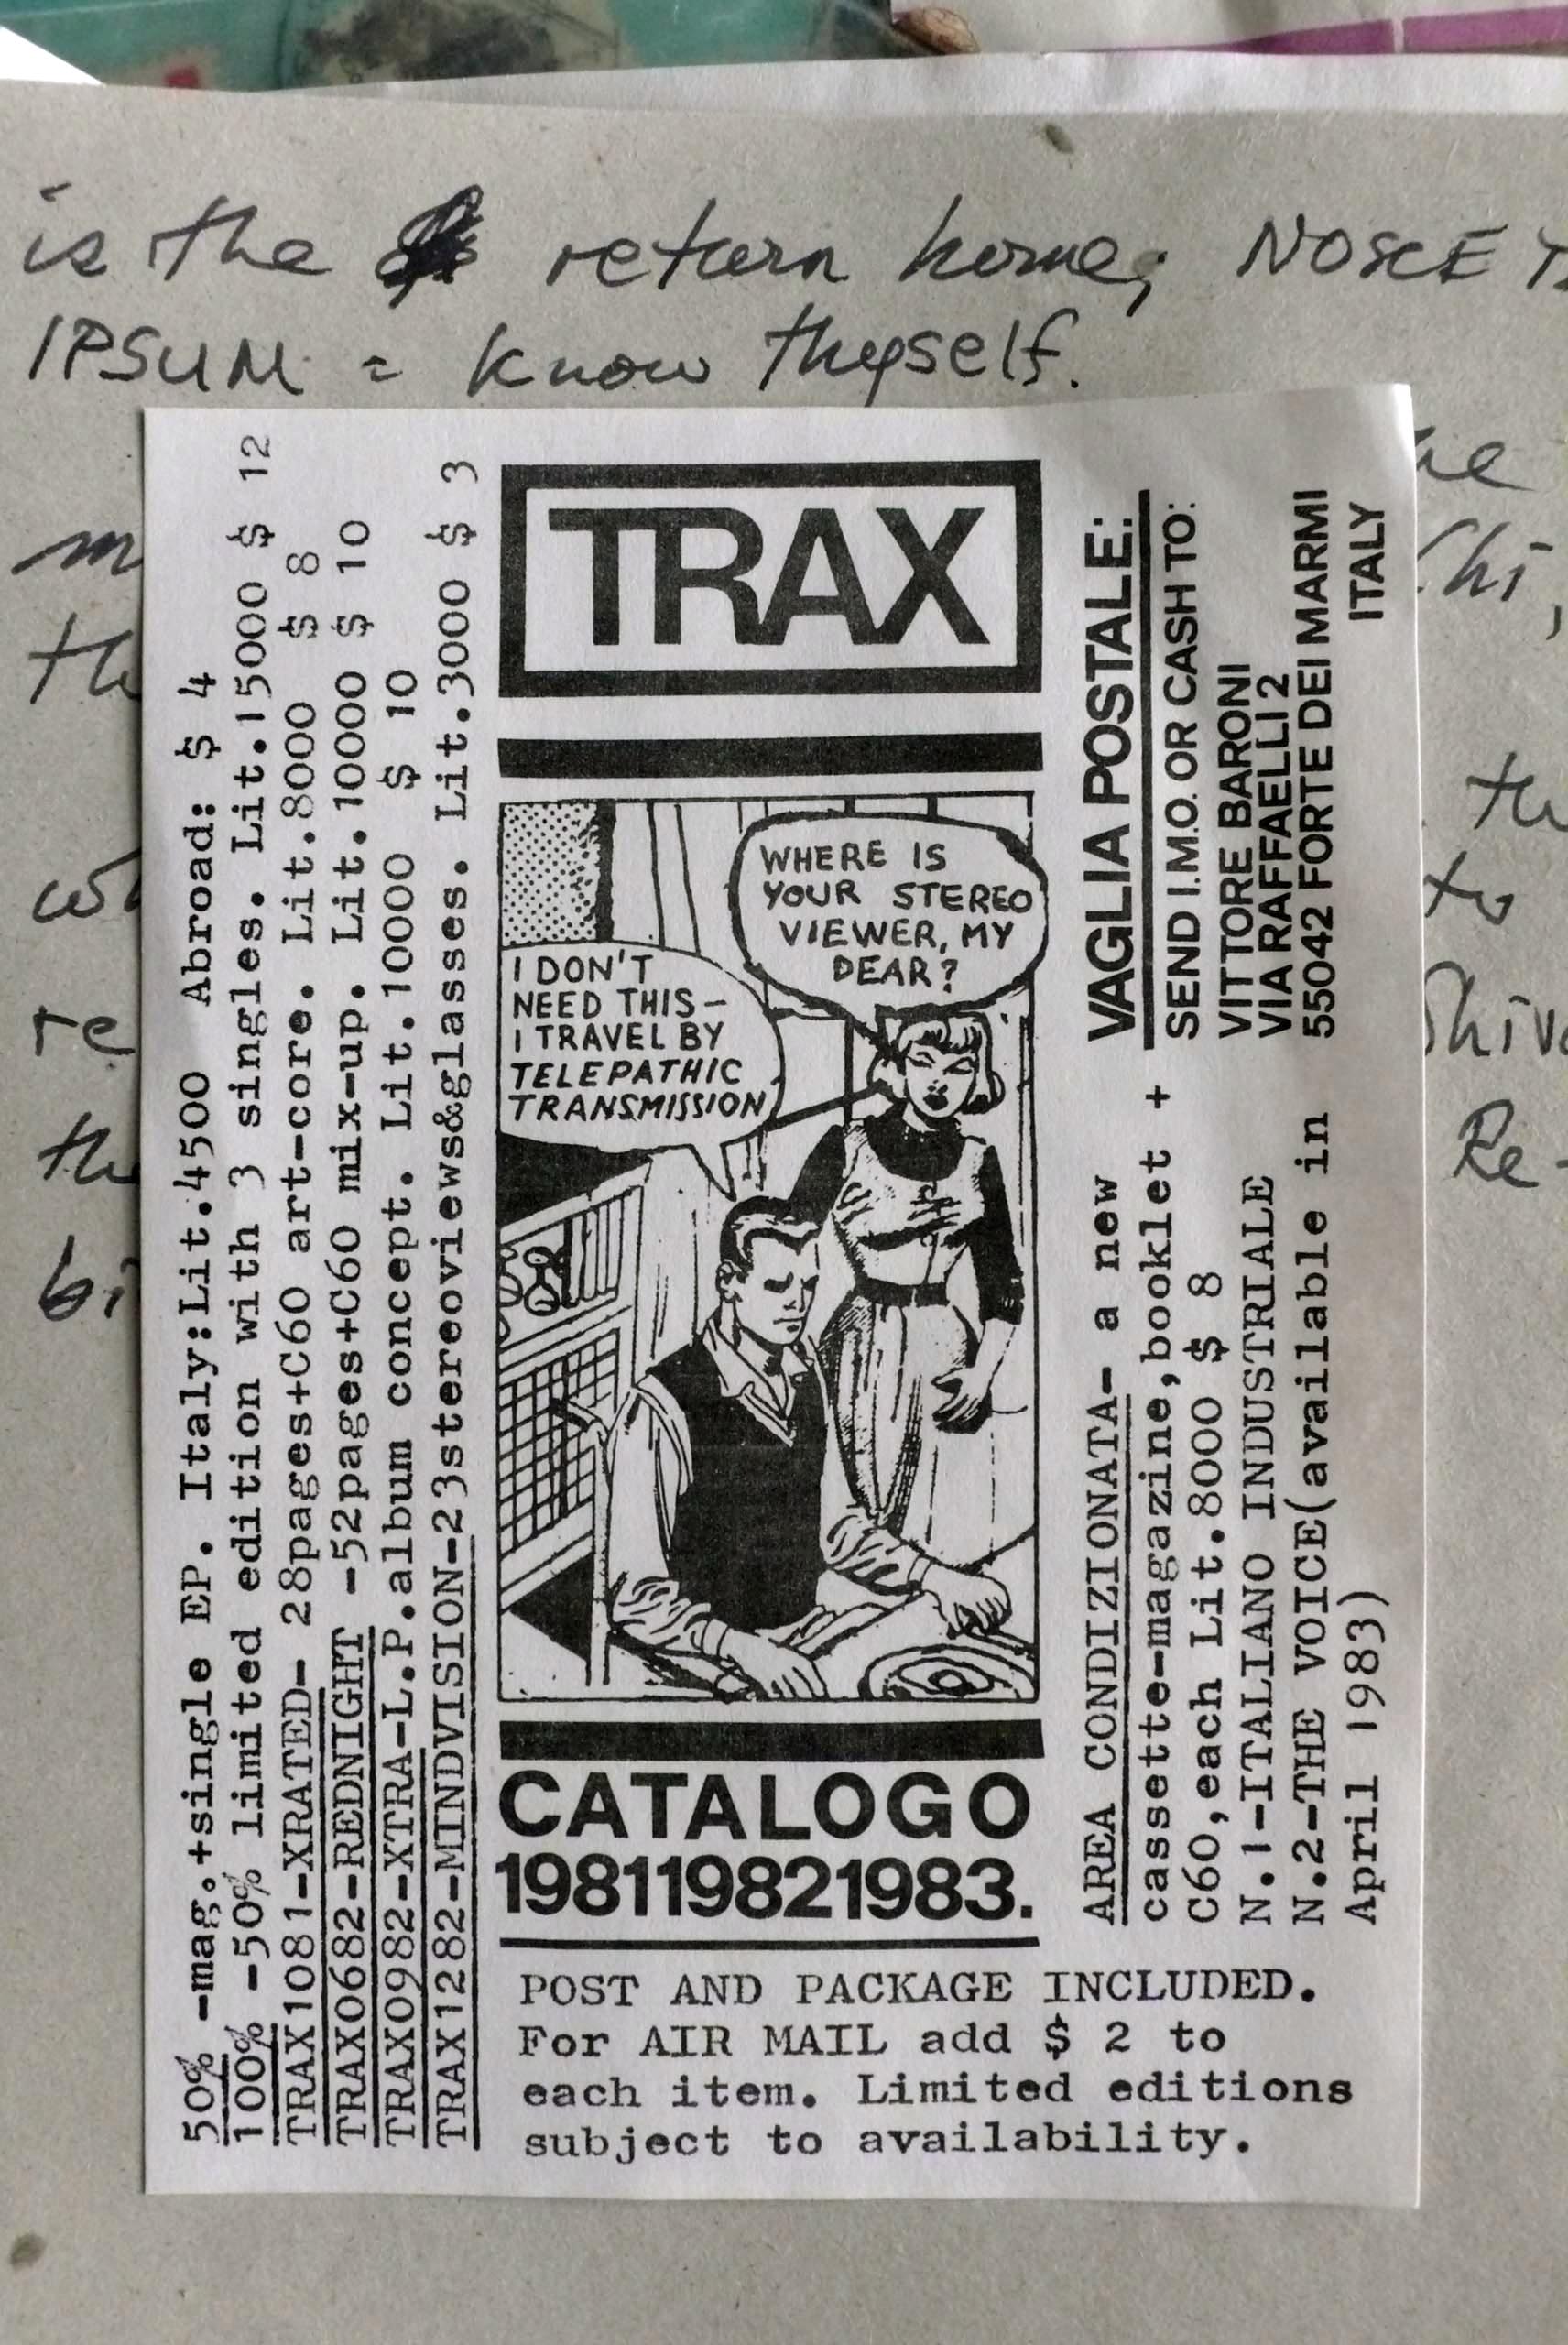 is the return home; NOSCE
IPSUM = know thyself.
TRAX
WHERE IS
YOUR STEREO
VIEWER, MY
DEAR?
I DON'T
NEED THIS—
I TRAVEL BY
TELEPATHIC
TRANSMISSION
CATALOGO
198119821983.
POST AND PACKAGE INCLUDED.
For AIR MAIL add $ 2 to
each item. Limited editions
subject to availability.
50% -mag.+single EP. Italy:Lit.4500 Abroad: $ 4
100% -50% limited edition with 3 singles. Lit.15000 $ 12
TRAX1081-XRATED- 28pages+C60 art-core. Lit.8000 $ 8
TRAX0682-REDNIGHT -52pages+C60 mix-up. Lit.10000 $ 10
TRAX0982-XTRA-L.P.album concept. Lit.10000 $ 10
TRAX1282-MINDVISION-23stereoviews&glasses. Lit.3000 $ 3
VAGLIA POSTALE:
SEND I.M.O. OR CASH TO:
VITTORE BARONI
VIA RAFFAELLI 2
55042 FORTE DEI MARMI
ITALY
AREA CONDIZIONATA- a new
cassette-magazine,booklet +
C60,each Lit.8000 $ 8
N.1-ITALIANO INDUSTRIALE
N.2-THE VOICE(available in
April 1983)
to
Re-